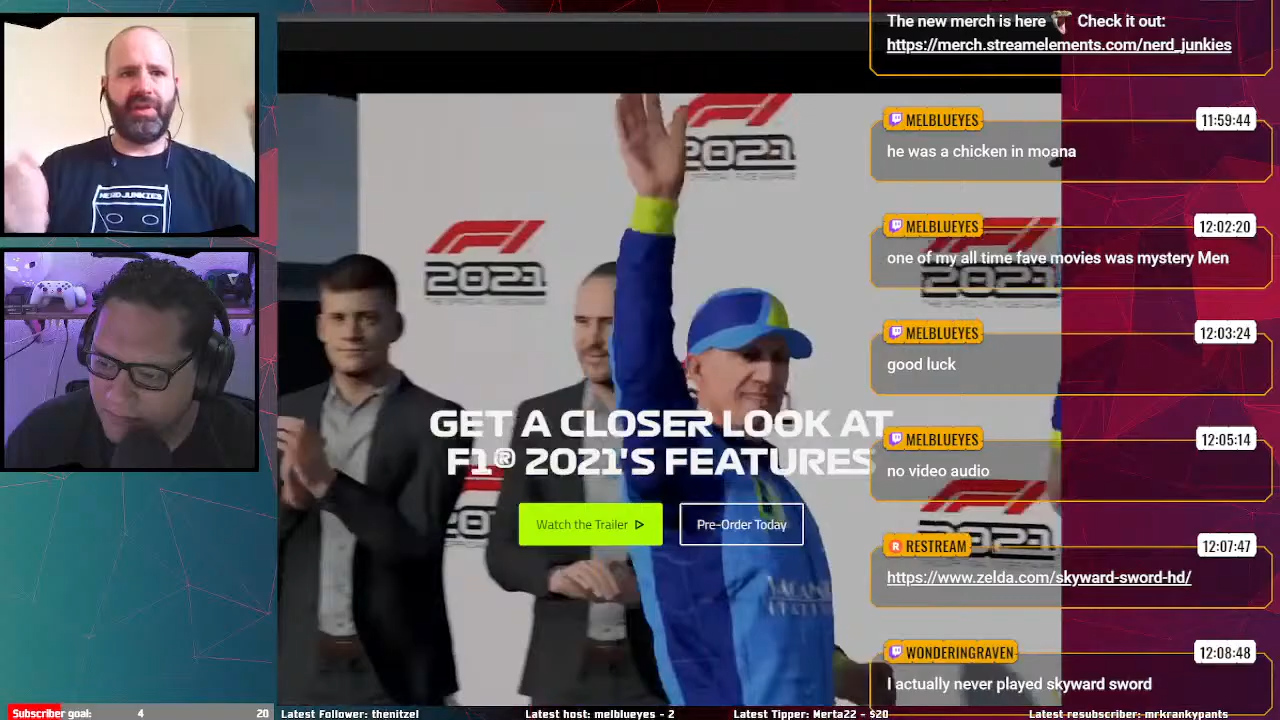 The new merch is here Check it out:
https://merch.streamelements.com/nerd_junkies
MELBLUEYES 11:59:44
he was a chicken in moana
MELBLUEYES 12:02:20
one of my all time fave movies was mystery Men
MELBLUEYES 12:03:24
good luck
MELBLUEYES 12:05:14
no video audio
RESTREAM 12:07:47
https://www.zelda.com/skyward-sword-hd/
WONDERINGRAVEN 12:08:48
I actually never played skyward sword
NERDJUNKIES
F1
2021
F1
2021
F1
2021
F1
2021
GET A CLOSER LOOK AT
F1® 2021'S FEATURES
Watch the Trailer
Pre-Order Today
Subscriber goal: 4 20
Latest Follower: thenitzel
Latest host: melblueyes - 2
Latest Tipper: Merta22 - $20
Latest resubscriber: mrkrankypants